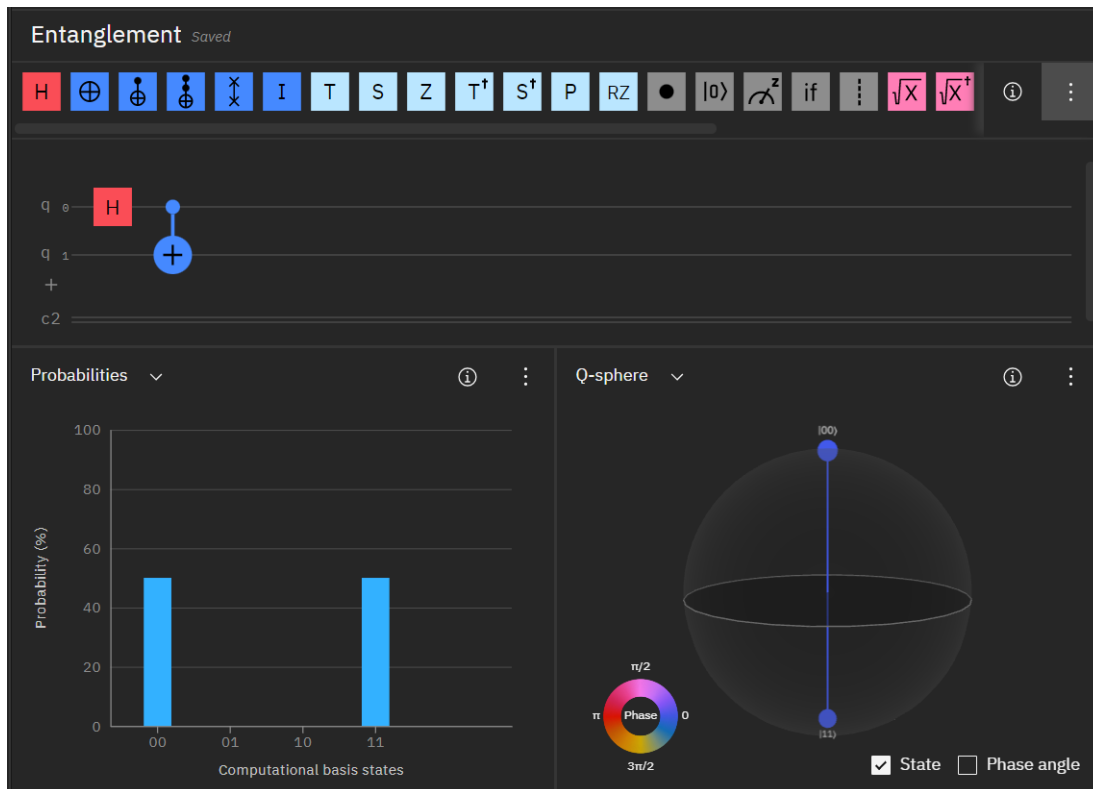 Entanglement Saved
H I T S Z T† S† P RZ |0⟩ z if √X √X†
q 0 H
q 1
+
c2
Probabilities
Q-sphere
100
80
60
40
20
0
Probability (%)
00 01 10 11
Computational basis states
|00⟩
|11⟩
π/2
π Phase 0
3π/2
State Phase angle